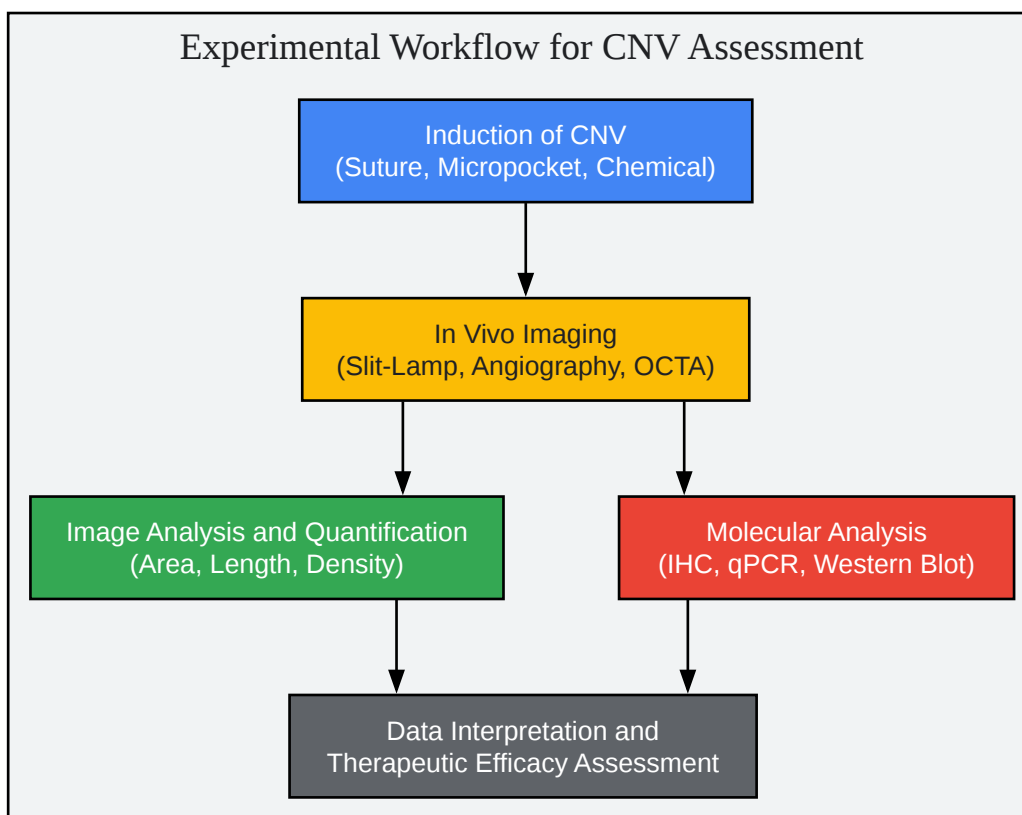 Experimental Workflow for CNV Assessment
Induction of CNV
(Suture, Micropocket, Chemical)
In Vivo Imaging
(Slit-Lamp, Angiography, OCTA)
Image Analysis and Quantification
(Area, Length, Density)
Molecular Analysis
(IHC, qPCR, Western Blot)
Data Interpretation and
Therapeutic Efficacy Assessment